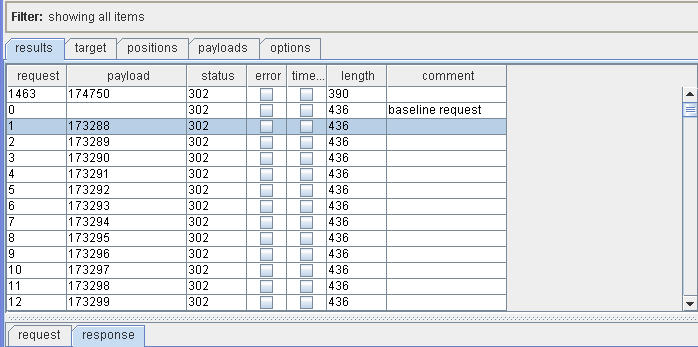 Filter: showing all items
results target positions payloads options
request payload status error time... length comment
1463 174750 302 390
0 302 436 baseline request
1 173288 302 436
2 173289 302 436
3 173290 302 436
4 173291 302 436
5 173292 302 436
6 173293 302 436
7 173294 302 436
8 173295 302 436
9 173296 302 436
10 173297 302 436
11 173298 302 436
12 173299 302 436
request response